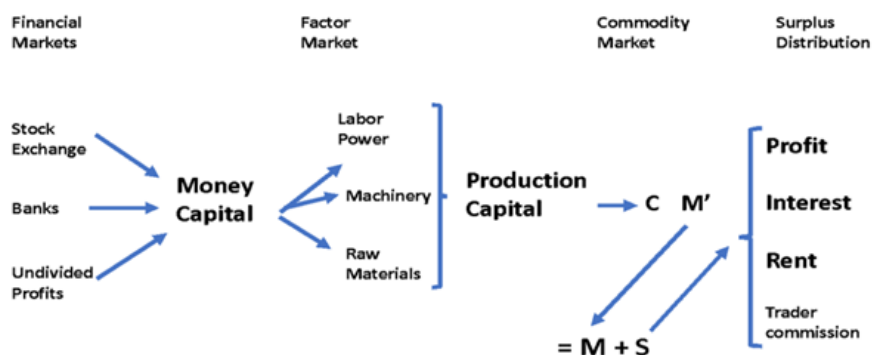 Financial
Markets
Factor
Market
Commodity
Market
Surplus
Distribution
Stock
Exchange
Banks
Undivided
Profits
Money
Capital
Labor
Power
Machinery
Raw
Materials
Production
Capital
C M’
= M + S
Profit
Interest
Rent
Trader
commission